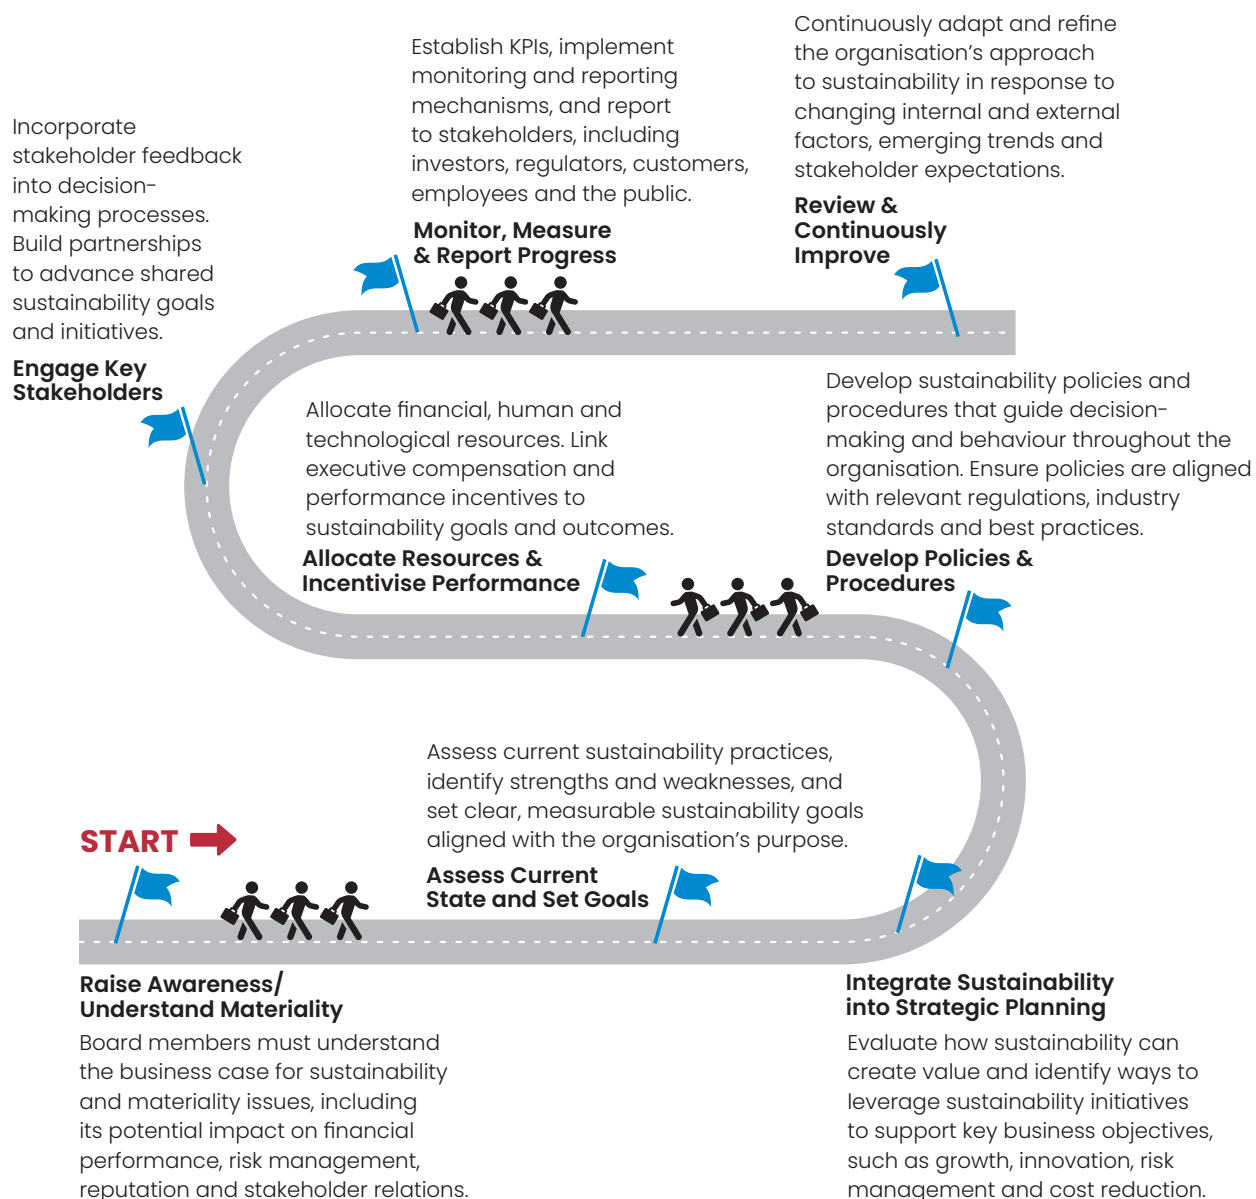 Continuously adapt and refine
the organisation's approach
to sustainability in response to
changing internal and external
factors, emerging trends and
stakeholder expectations.
Review &
Continuously
Improve
Establish KPIs, implement
monitoring and reporting
mechanisms, and report
to stakeholders, including
investors, regulators, customers,
employees and the public.
Monitor, Measure
& Report Progress
Incorporate
stakeholder feedback
into decision-
making processes.
Build partnerships
to advance shared
sustainability goals
and initiatives.
Engage Key
Stakeholders
Allocate financial, human and
technological resources. Link
executive compensation and
performance incentives to
sustainability goals and outcomes.
Allocate Resources &
Incentivise Performance
Develop sustainability policies and
procedures that guide decision-
making and behaviour throughout the
organisation. Ensure policies are aligned
with relevant regulations, industry
standards and best practices.
Develop Policies &
Procedures
Assess current sustainability practices,
identify strengths and weaknesses, and
set clear, measurable sustainability goals
aligned with the organisation's purpose.
Assess Current
State and Set Goals
START
Raise Awareness/
Understand Materiality
Board members must understand
the business case for sustainability
and materiality issues, including
its potential impact on financial
performance, risk management,
reputation and stakeholder relations.
Integrate Sustainability
into Strategic Planning
Evaluate how sustainability can
create value and identify ways to
leverage sustainability initiatives
to support key business objectives,
such as growth, innovation, risk
management and cost reduction.